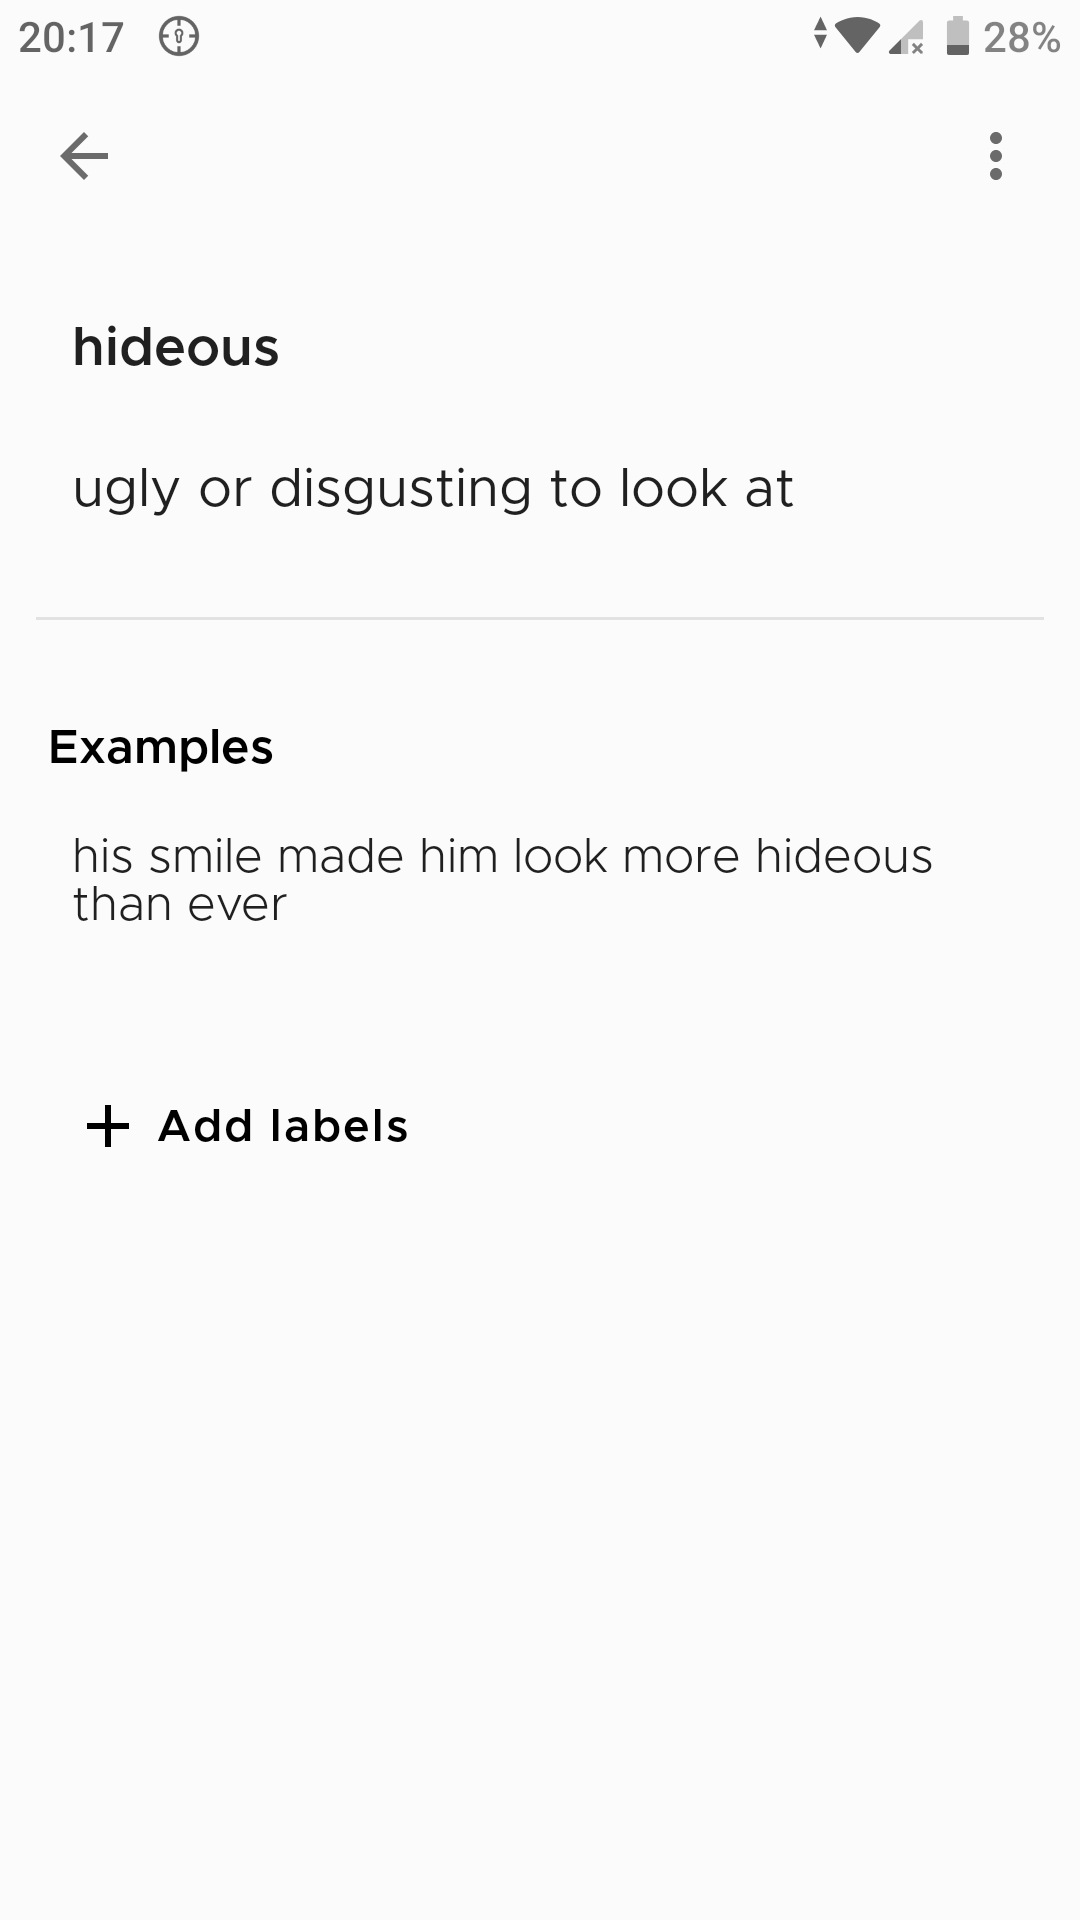 20:17
28%
hideous
ugly or disgusting to look at
Examples
his smile made him look more hideous
than ever
Add labels